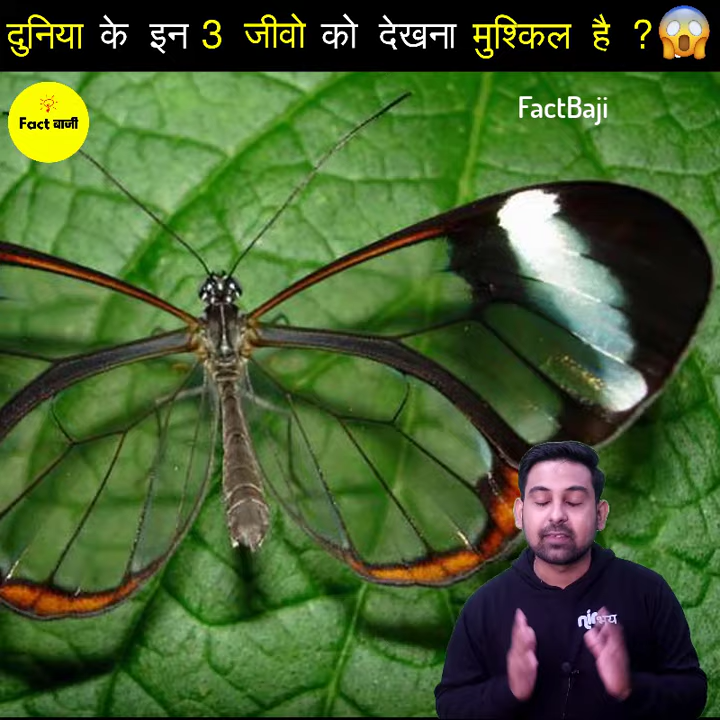 दुनिया के इन 3 जीवो को देखना मुश्किल है ?😱
Fact बाजी
FactBaji